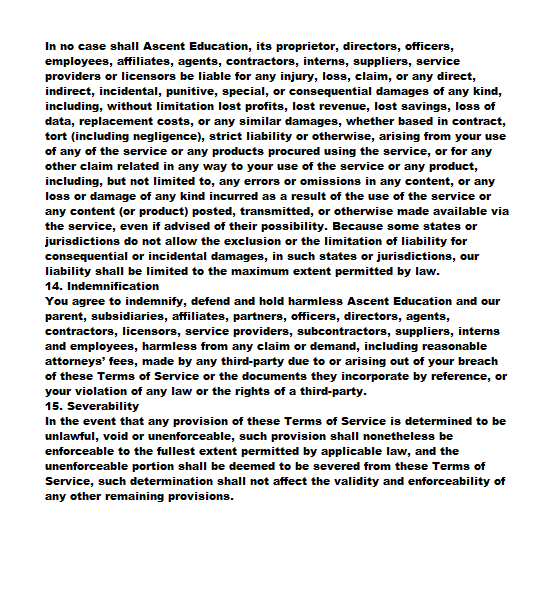 In no case shall Ascent Education, its proprietor, directors, officers,
employees, affiliates, agents, contractors, interns, suppliers, service
providers or licensors be liable for any injury, loss, claim, or any direct,
indirect, incidental, punitive, special, or consequential damages of any kind,
including, without limitation lost profits, lost revenue, lost savings, loss of
data, replacement costs, or any similar damages, whether based in contract,
tort (including negligence), strict liability or otherwise, arising from your use
of any of the service or any products procured using the service, or for any
other claim related in any way to your use of the service or any product,
including, but not limited to, any errors or omissions in any content, or any
loss or damage of any kind incurred as a result of the use of the service or
any content (or product) posted, transmitted, or otherwise made available via
the service, even if advised of their possibility. Because some states or
jurisdictions do not allow the exclusion or the limitation of liability for
consequential or incidental damages, in such states or jurisdictions, our
liability shall be limited to the maximum extent permitted by law.
14. Indemnification
You agree to indemnify, defend and hold harmless Ascent Education and our
parent, subsidiaries, affiliates, partners, officers, directors, agents,
contractors, licensors, service providers, subcontractors, suppliers, interns
and employees, harmless from any claim or demand, including reasonable
attorneys’ fees, made by any third-party due to or arising out of your breach
of these Terms of Service or the documents they incorporate by reference, or
your violation of any law or the rights of a third-party.
15. Severability
In the event that any provision of these Terms of Service is determined to be
unlawful, void or unenforceable, such provision shall nonetheless be
enforceable to the fullest extent permitted by applicable law, and the
unenforceable portion shall be deemed to be severed from these Terms of
Service, such determination shall not affect the validity and enforceability of
any other remaining provisions.